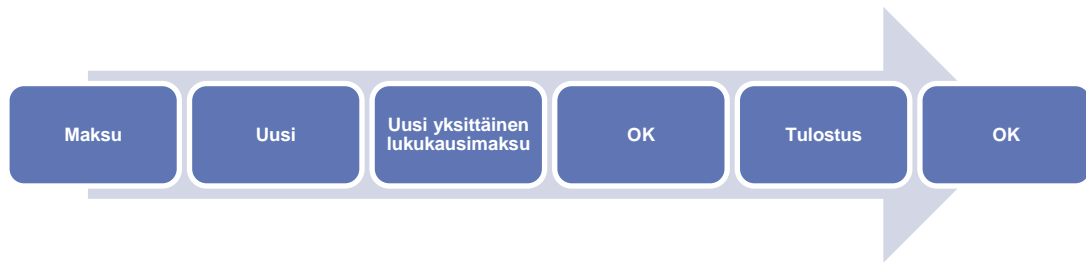 Maksu
Uusi
Uusi yksittäinen
lukukausimaksu
OK
Tulostus
OK